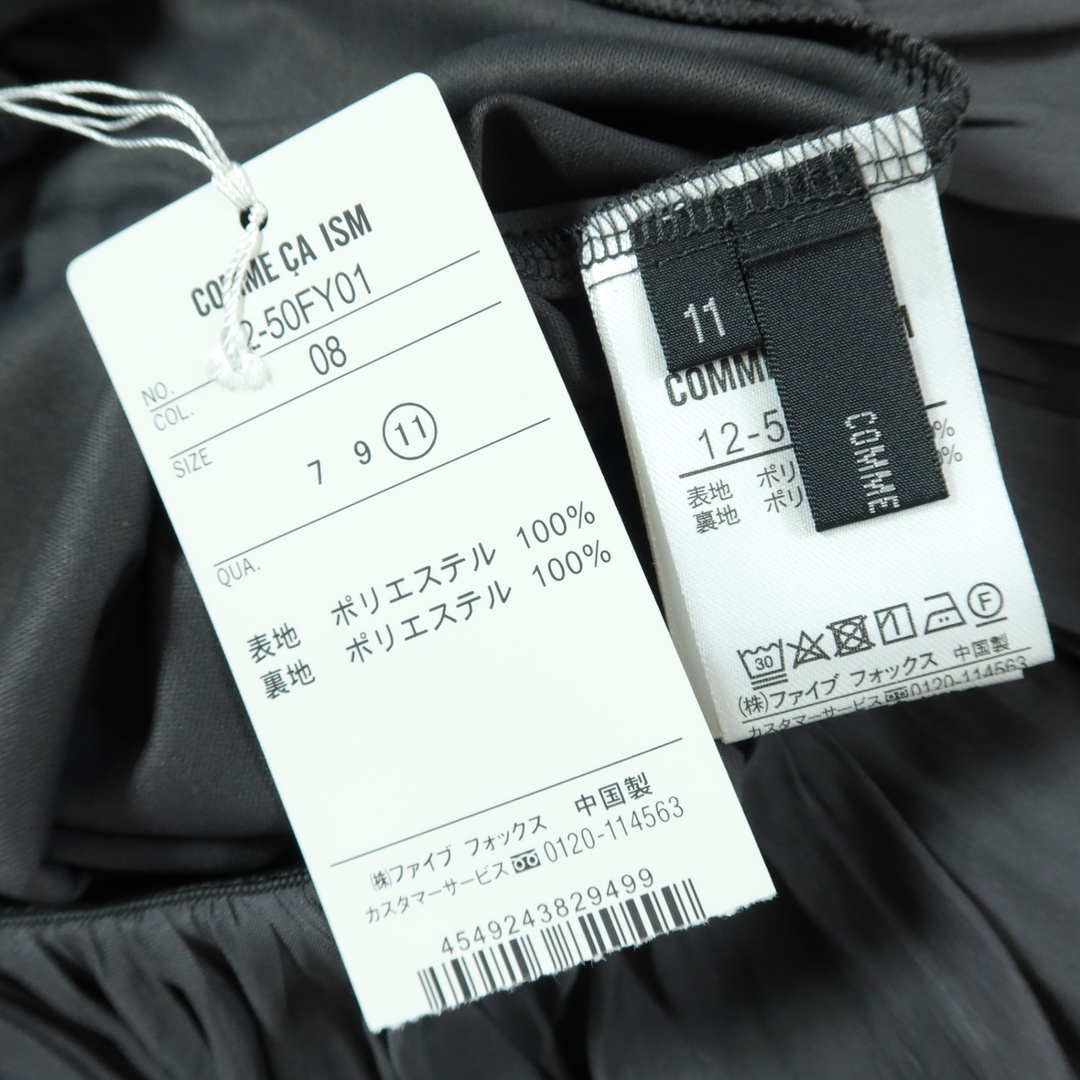 COMME ÇA ISM
NO. 2-50FY01
COL. 08
SIZE 7 9 11
QUA.
表地 ポリエステル 100%
裏地 ポリエステル 100%
(株)ファイブ フォックス 中国製
カスタマーサービス 0120-114563
4549243829499
11
COMME
COMM
12-5
表地 ポリ
裏地 ポリ
30 F
(株)ファイブ フォックス 中国製
カスタマーサービス 0120-114563